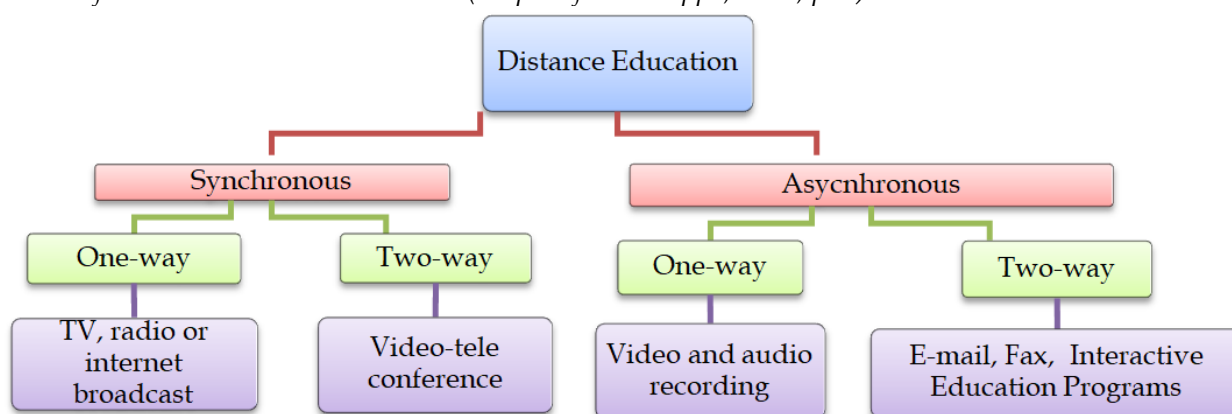 Distance Education
Synchronous
Asycnhronous
One-way
Two-way
One-way
Two-way
TV, radio or
internet
broadcast
Video-tele
conference
Video and audio
recording
E-mail, Fax, Interactive
Education Programs